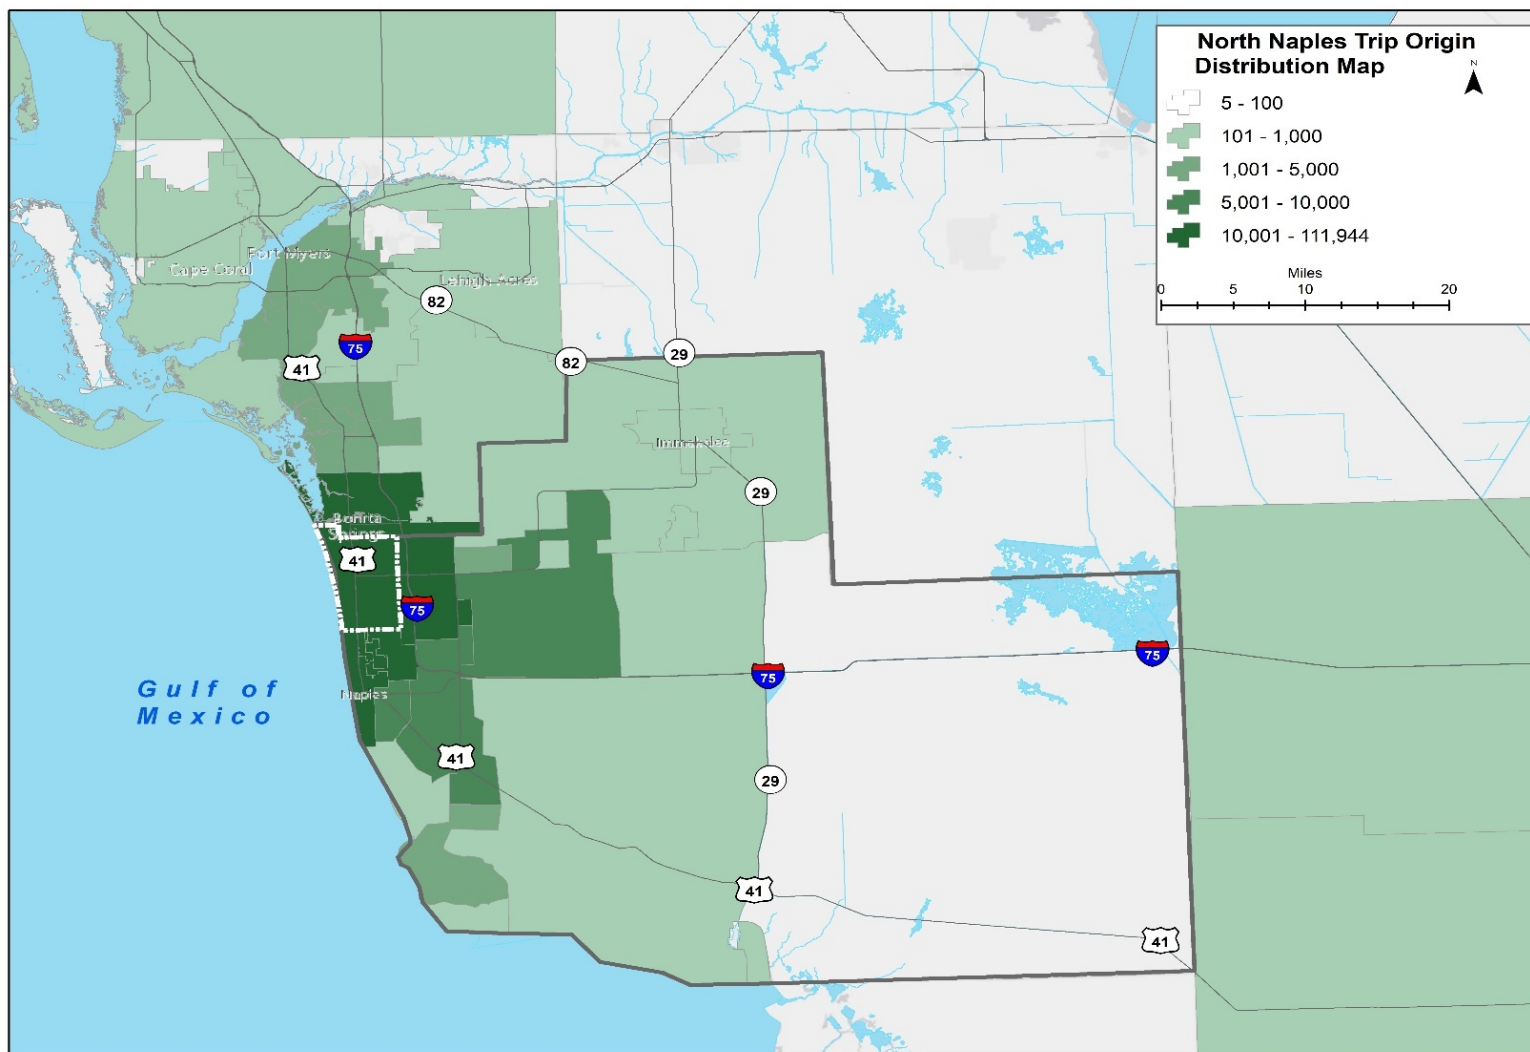 North Naples Trip Origin
Distribution Map
N
5 - 100
101 - 1,000
1,001 - 5,000
5,001 - 10,000
10,001 - 111,944
Miles
0 5 10 20
Fort Myers
Cape Coral
Lehigh Acres
82
75
41
82
29
Immokalee
29
Bonita
Springs
41
75
75
75
Gulf of
Mexico
Naples
41
29
41
41